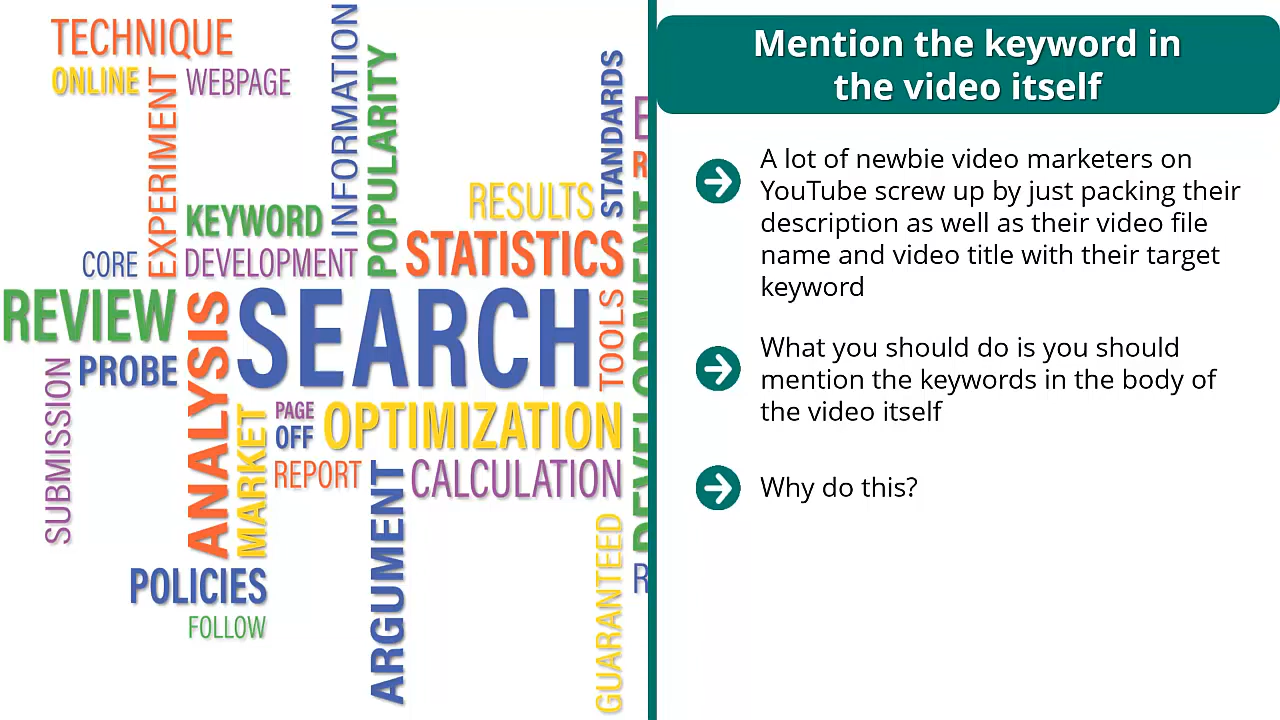 TECHNIQUE
ONLINE
WEBPAGE
EXPERIMENT
INFORMATION
POPULARITY
STANDARDS
KEYWORD
RESULTS
CORE
DEVELOPMENT
STATISTICS
REVIEW
ANALYSIS
SEARCH
TOOLS
PROBE
SUBMISSION
MARKET
PAGE
OFF
OPTIMIZATION
REPORT
CALCULATION
ARGUMENT
GUARANTEED
DEVELOPMENT
POLICIES
FOLLOW
Mention the keyword in
the video itself
A lot of newbie video marketers on
YouTube screw up by just packing their
description as well as their video file
name and video title with their target
keyword
What you should do is you should
mention the keywords in the body of
the video itself
Why do this?